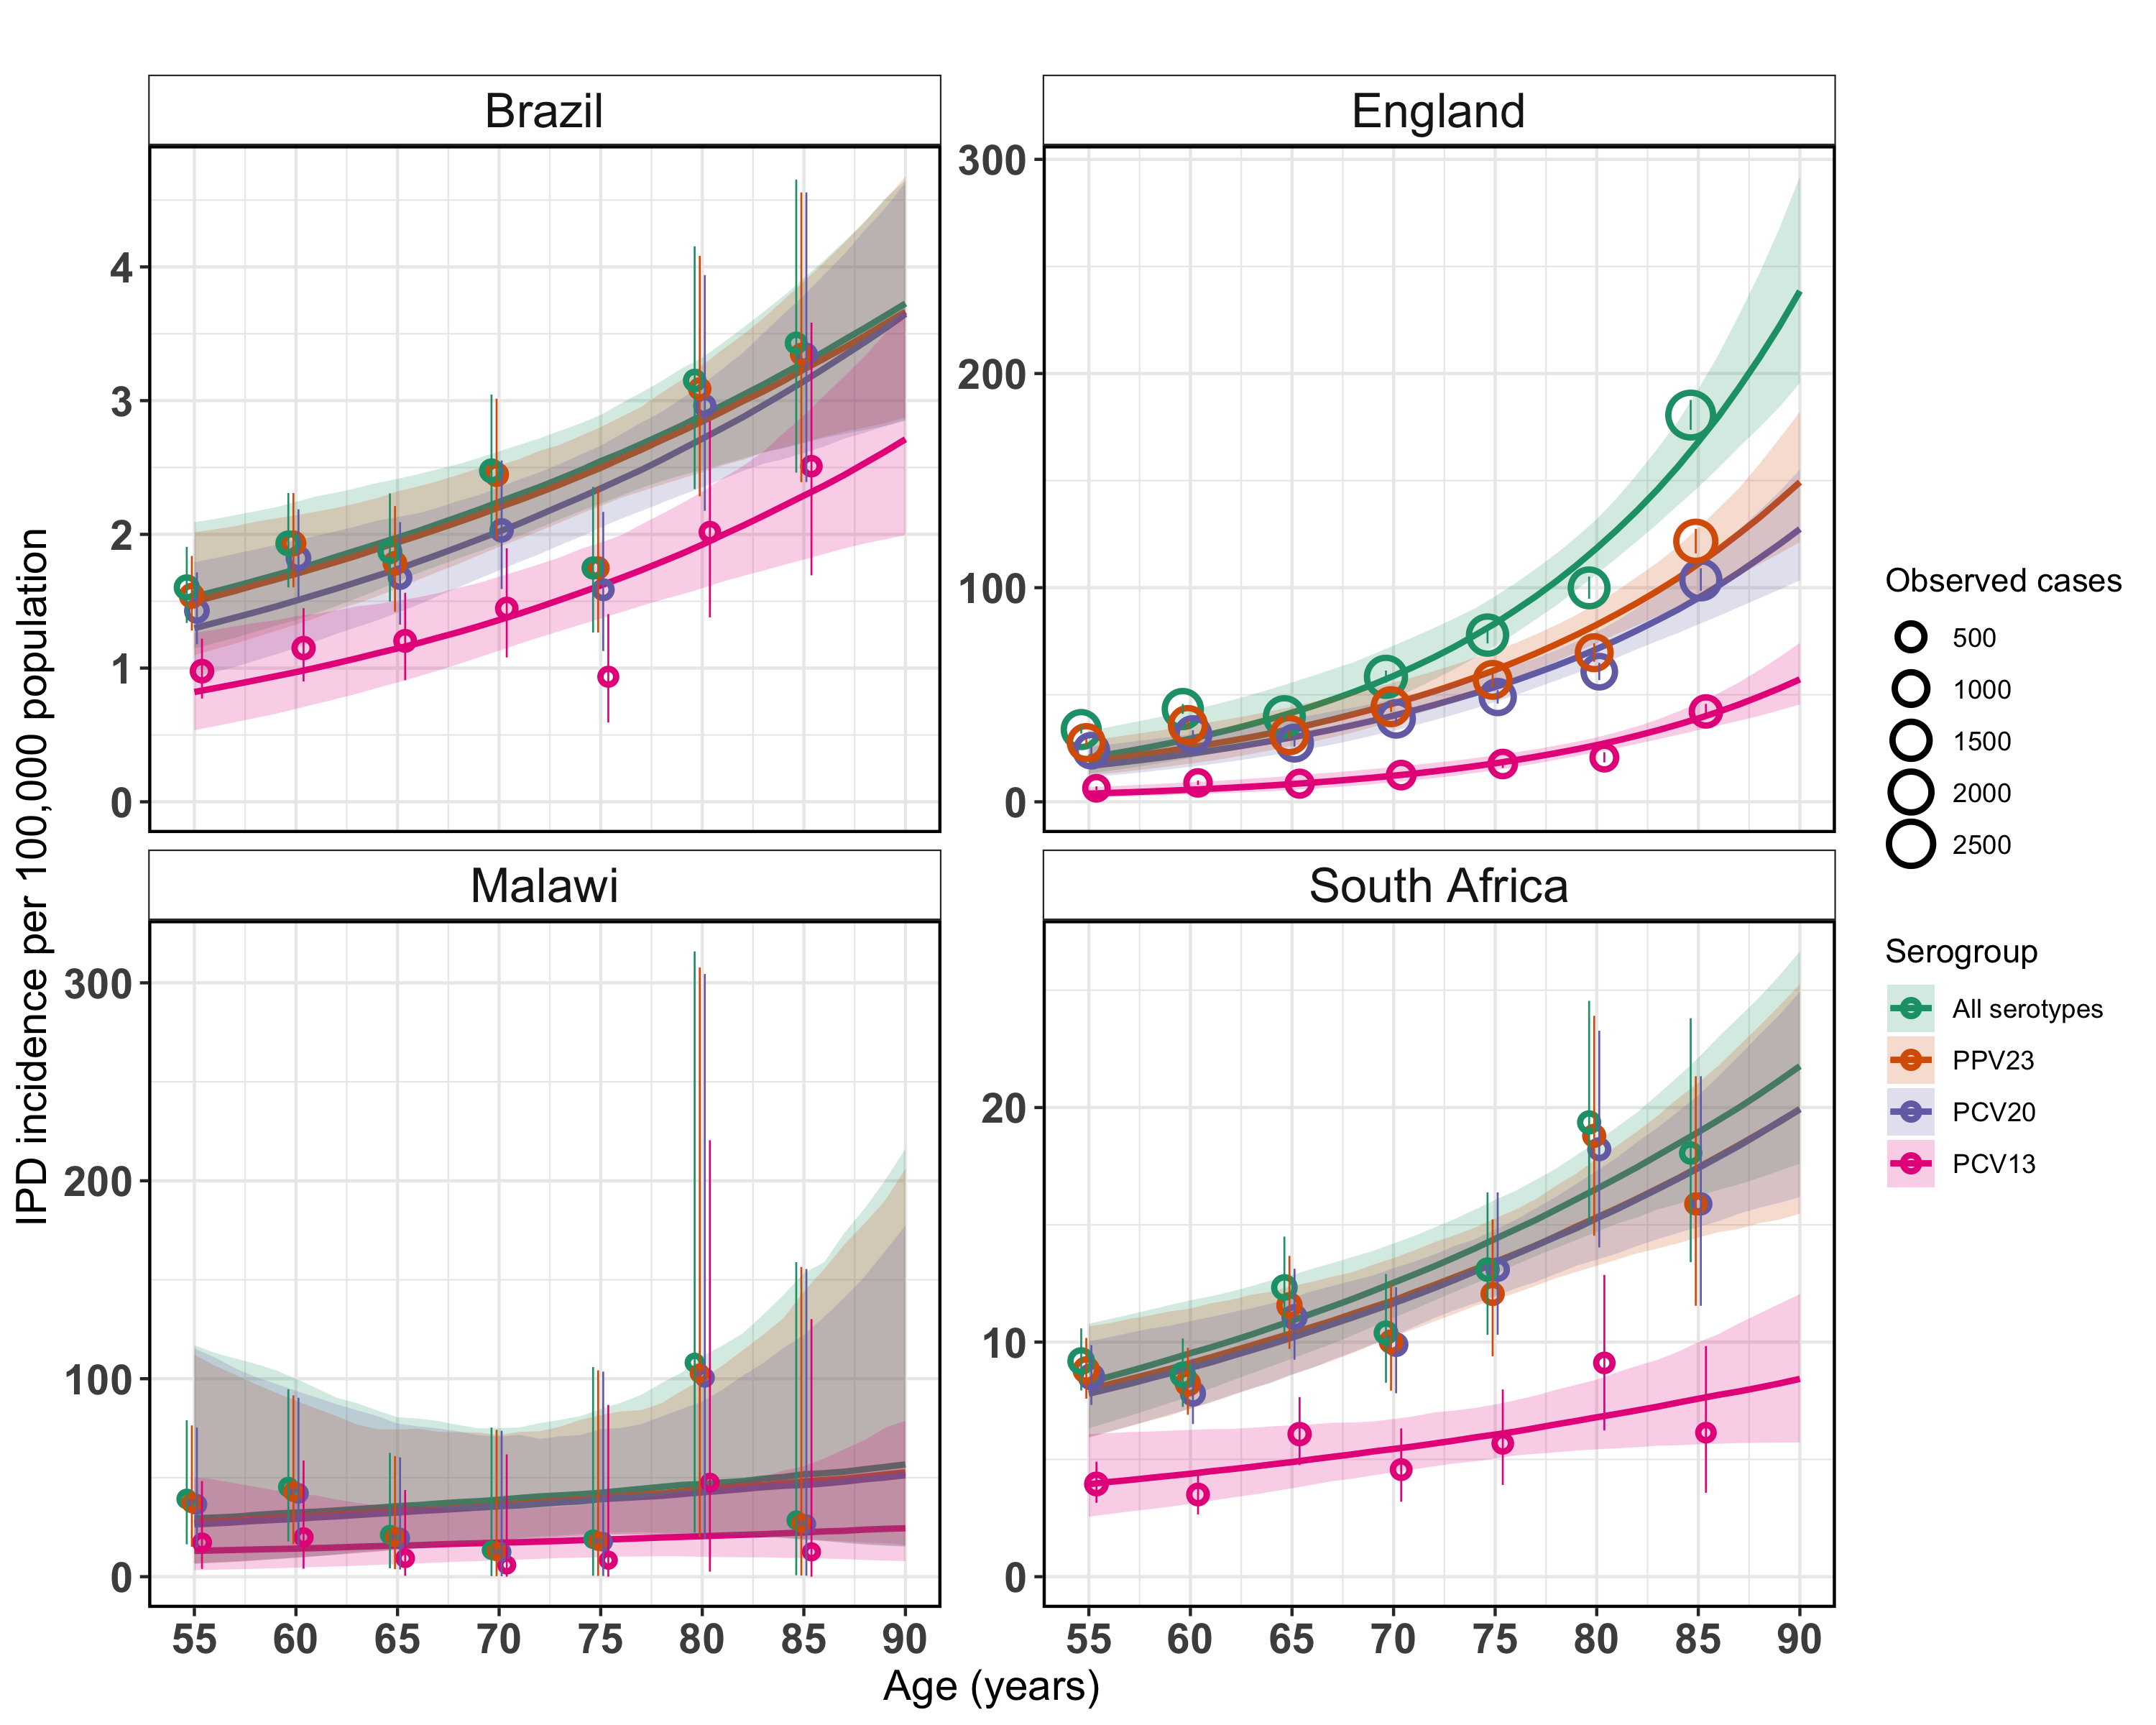 Brazil
England
4
3
2
1
0
300
200
100
0
Malawi
South Africa
300
200
100
0
20
10
0
55 60 65 70 75 80 85 90
55 60 65 70 75 80 85 90
Age (years)
IPD incidence per 100,000 population
Observed cases
500
1000
1500
2000
2500
Serogroup
All serotypes
PPV23
PCV20
PCV13